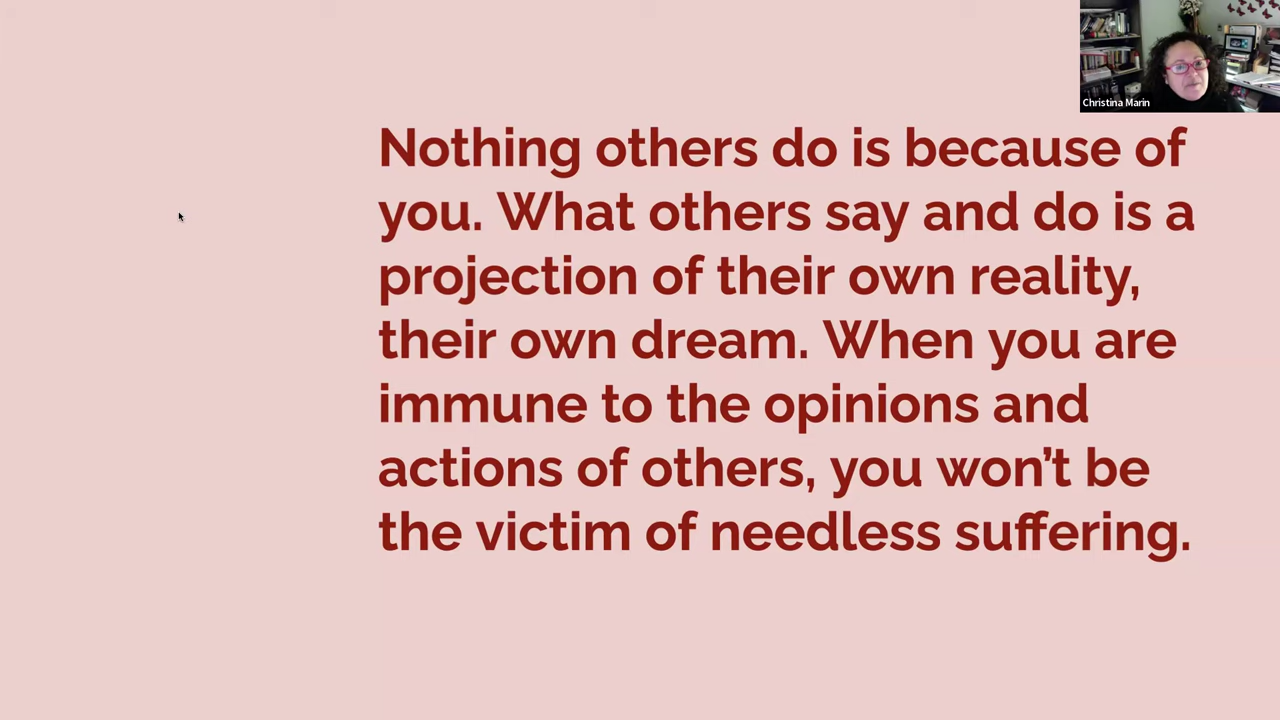 Christina Marin
Nothing others do is because of
you. What others say and do is a
projection of their own reality,
their own dream. When you are
immune to the opinions and
actions of others, you won’t be
the victim of needless suffering.